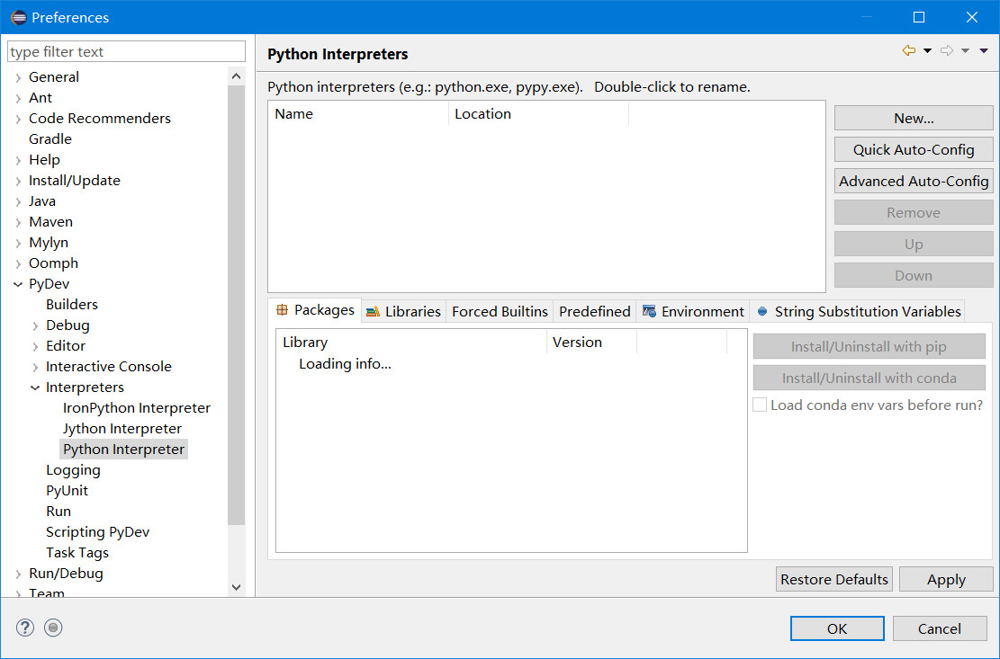 Preferences
type filter text
General
Ant
Code Recommenders
Gradle
Help
Install/Update
Java
Maven
Mylyn
Oomph
PyDev
Builders
Debug
Editor
Interactive Console
Interpreters
IronPython Interpreter
Jython Interpreter
Python Interpreter
Logging
PyUnit
Run
Scripting PyDev
Task Tags
Run/Debug
Team
Python Interpreters
Python interpreters (e.g.: python.exe, pypy.exe).   Double-click to rename.
Name Location
New...
Quick Auto-Config
Advanced Auto-Config
Remove
Up
Down
Packages Libraries Forced Builtins Predefined Environment String Substitution Variables
Library Version
Loading info...
Install/Uninstall with pip
Install/Uninstall with conda
Load conda env vars before run?
Restore Defaults Apply
? OK Cancel